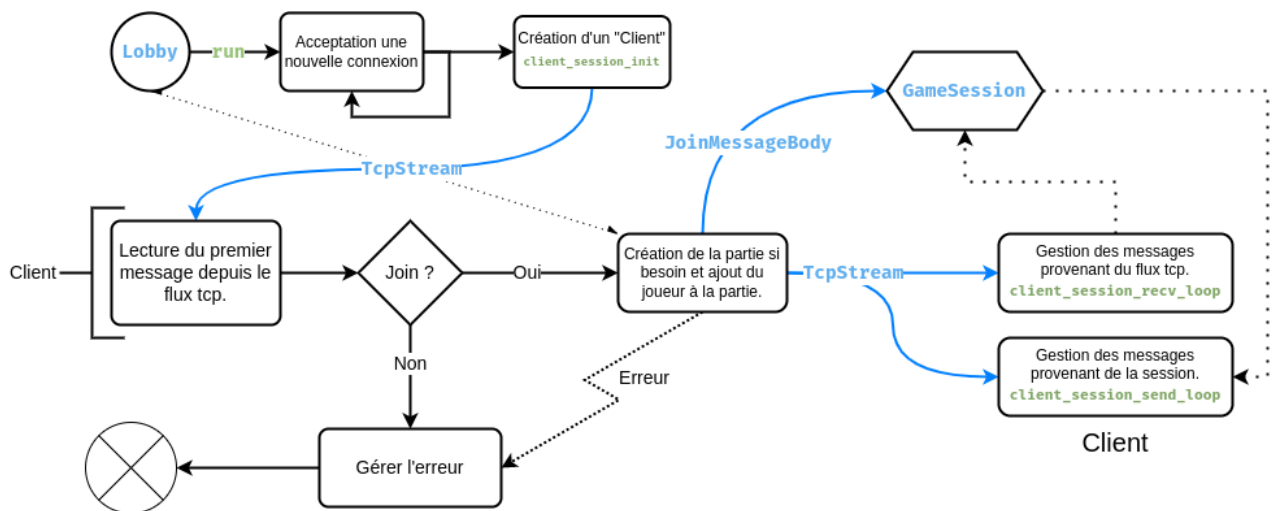 Lobby
run
Acceptation une
nouvelle connexion
Création d'un "Client"
client_session_init
GameSession
JoinMessageBody
TcpStream
Client
Lecture du premier
message depuis le
flux tcp.
Join ?
Oui
Création de la partie si
besoin et ajout du
joueur à la partie.
TcpStream
Gestion des messages
provenant du flux tcp.
client_session_recv_loop
Non
Erreur
Gestion des messages
provenant de la session.
client_session_send_loop
Client
Gérer l'erreur